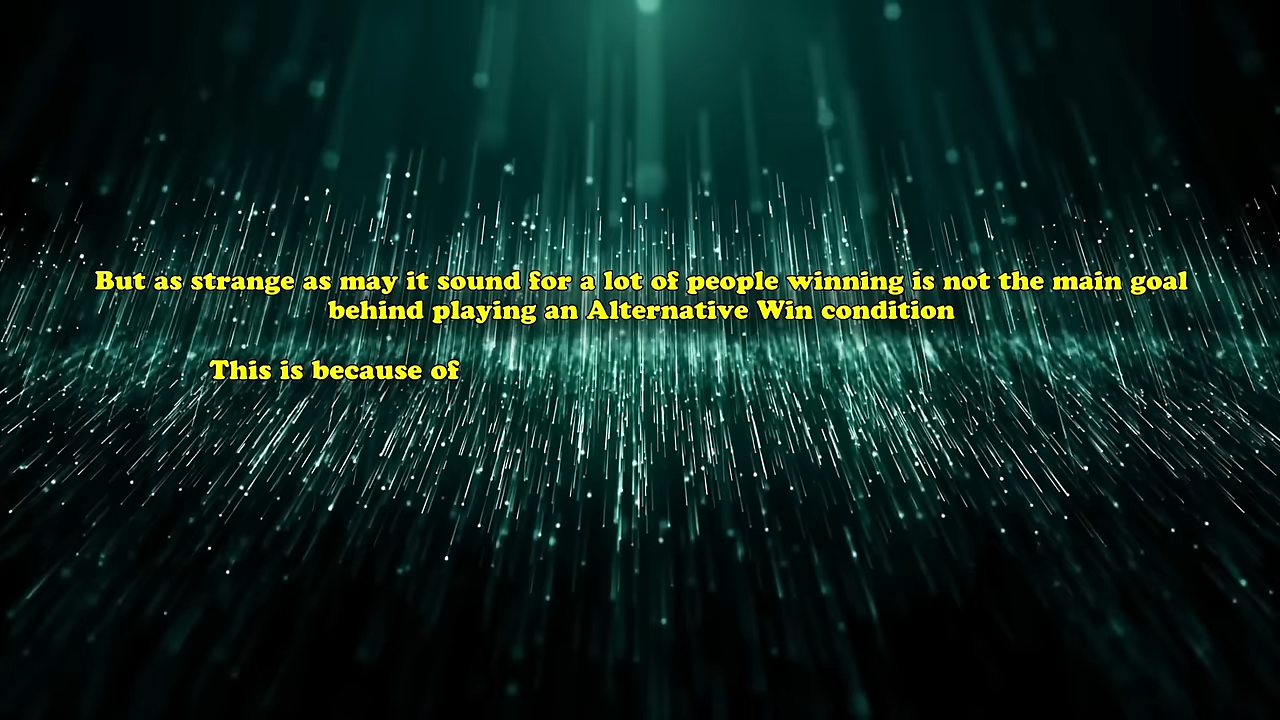 But as strange as may it sound for a lot of people winning is not the main goal
behind playing an Alternative Win condition
This is because of